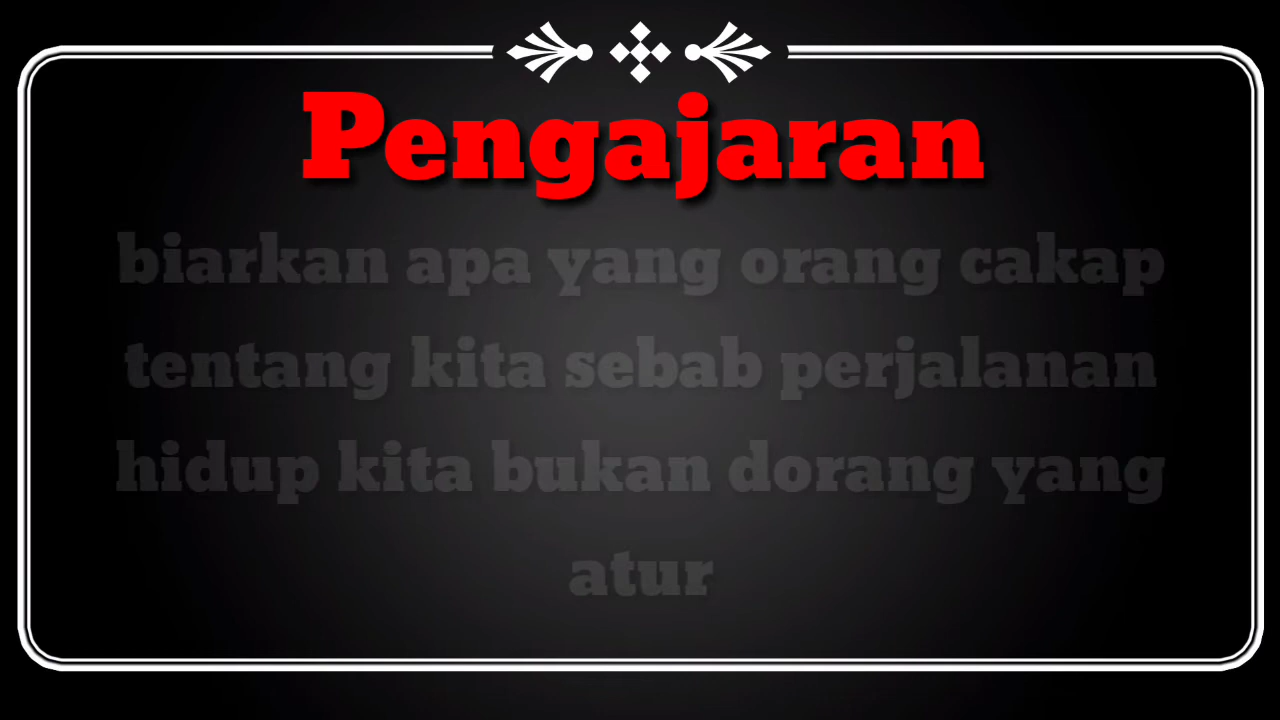 Pengajaran
biarkan apa yang orang cakap
tentang kita sebab perjalanan
hidup kita bukan dorang yang
atur